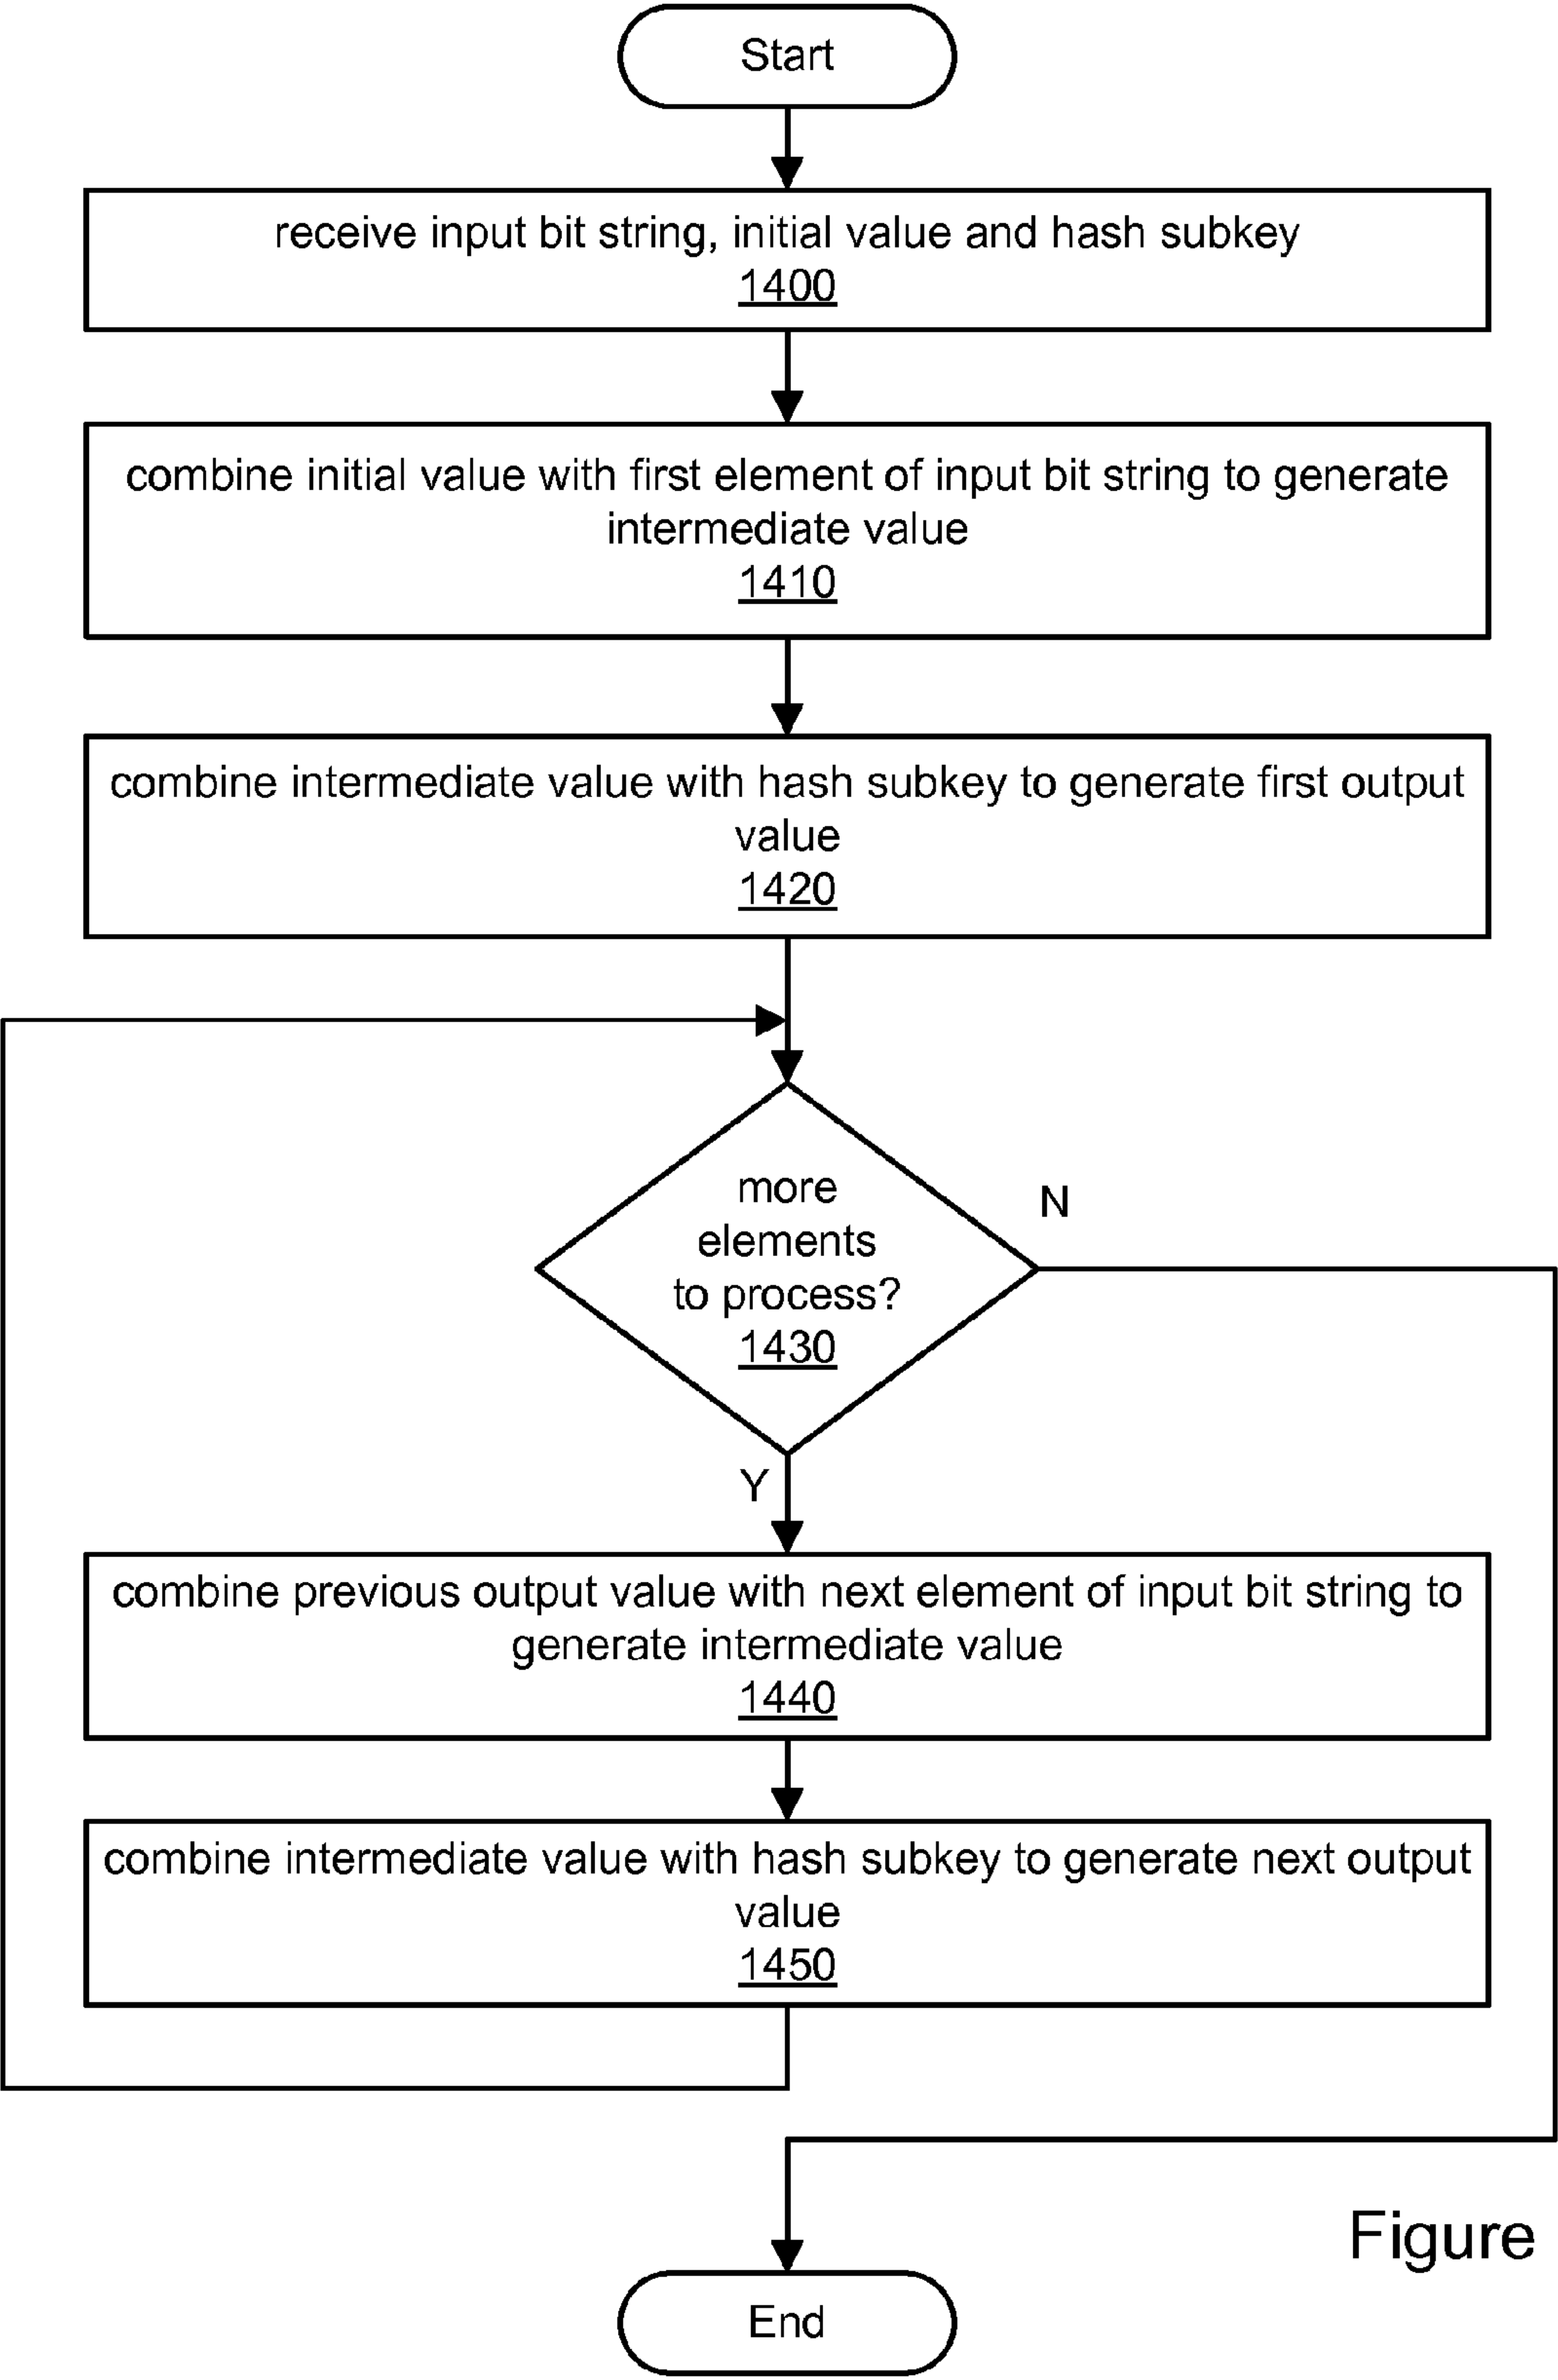 Start
receive input bit string, initial value and hash subkey
1400
combine initial value with first element of input bit string to generate
intermediate value
1410
combine intermediate value with hash subkey to generate first output
value
1420
more
elements
to process?
1430
N
Y
combine previous output value with next element of input bit string to
generate intermediate value
1440
combine intermediate value with hash subkey to generate next output
value
1450
Figure
End